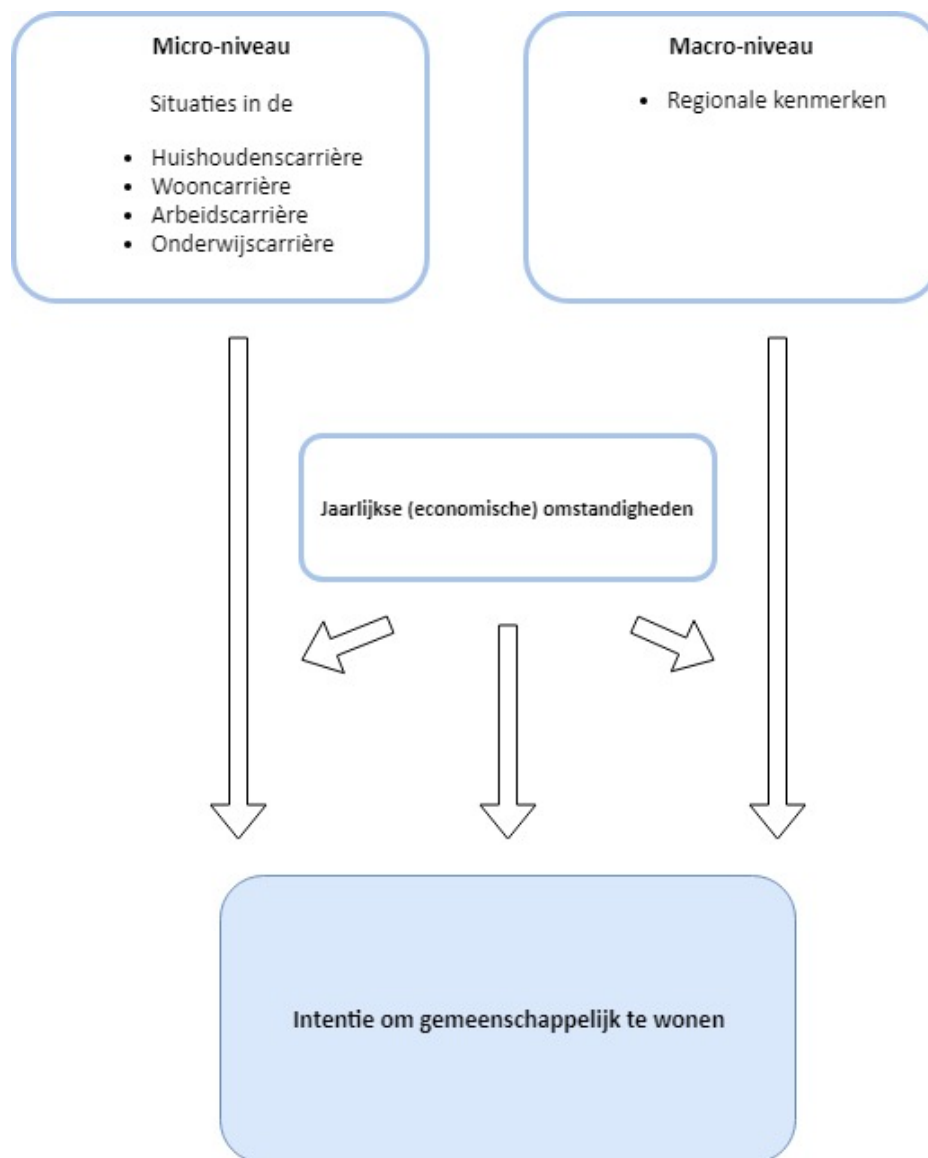 Micro-niveau
Situaties in de
• Huishoudenscarrière
• Wooncarrière
• Arbeidscarrière
• Onderwijscarrière
Macro-niveau
• Regionale kenmerken
Jaarlijkse (economische) omstandigheden
Intentie om gemeenschappelijk te wonen